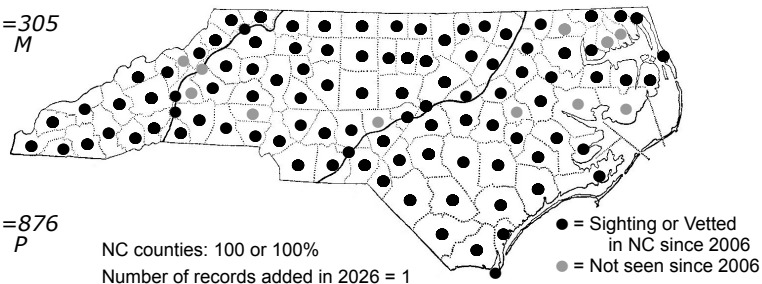 =305
M
=876
P
NC counties: 100 or 100%
Number of records added in 2026 = 1
= Sighting or Vetted
in NC since 2006
= Not seen since 2006